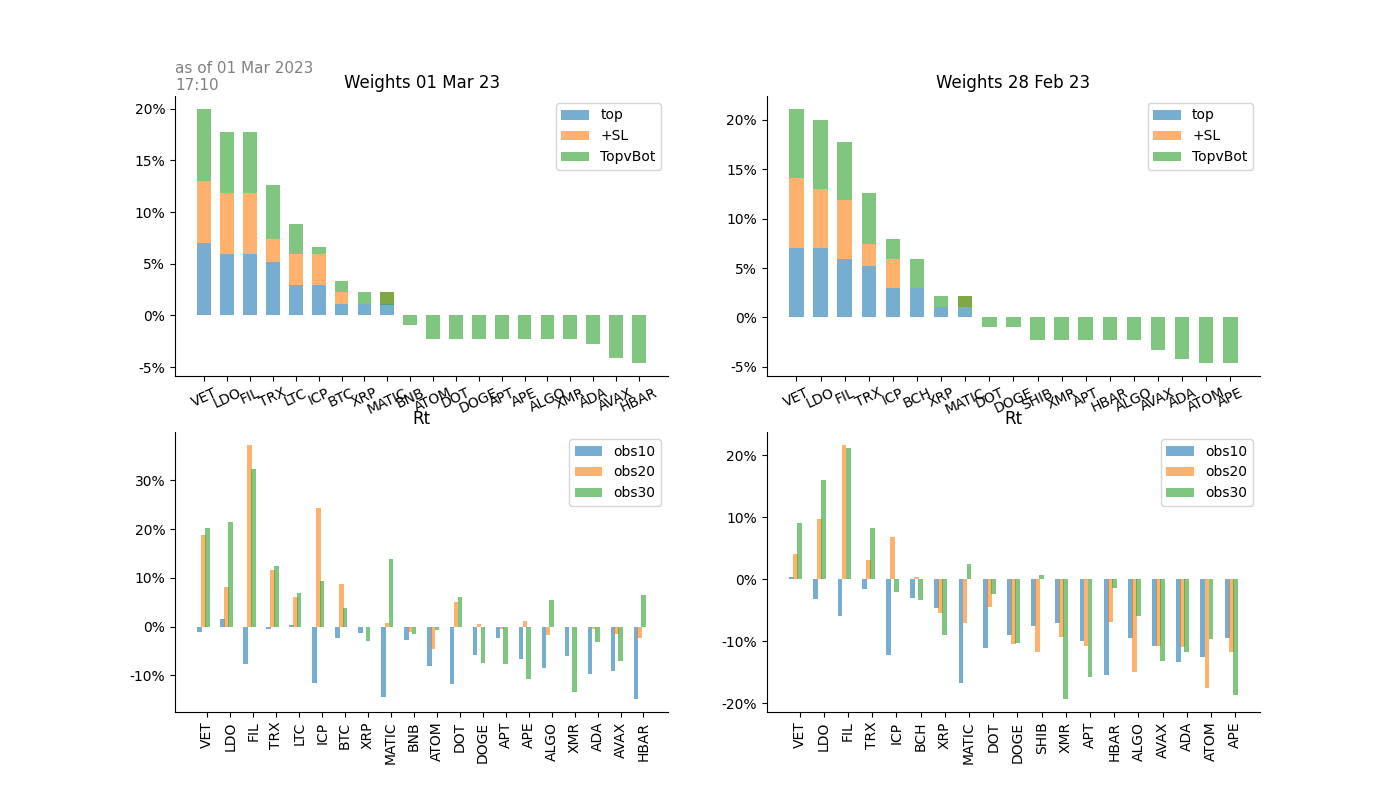 as of 01 Mar 2023
17:10
Weights 01 Mar 23
20%
15%
10%
5%
0%
-5%
top
+SL
TopvBot
VET LDO FIL TRX LTC ICP BTC XRP MATIC BNB ATOM DOT DOGE APT APE ALGO XMR ADA AVAX HBAR
Weights 28 Feb 23
20%
15%
10%
5%
0%
-5%
top
+SL
TopvBot
VET LDO FIL TRX ICP BCH XRP MATIC DOT DOGE SHIB XMR APT HBAR ALGO AVAX ADA ATOM APE
Rt
30%
20%
10%
0%
-10%
obs10
obs20
obs30
VET LDO FIL TRX LTC ICP BTC XRP MATIC BNB ATOM DOT DOGE APT APE ALGO XMR ADA AVAX HBAR
Rt
20%
10%
0%
-10%
-20%
obs10
obs20
obs30
VET LDO FIL TRX ICP BCH XRP MATIC DOT DOGE SHIB XMR APT HBAR ALGO AVAX ADA ATOM APE